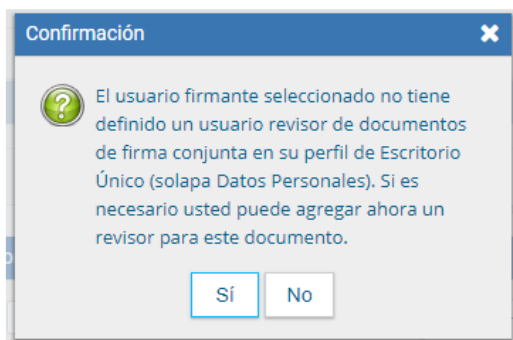 Confirmación
El usuario firmante seleccionado no tiene
definido un usuario revisor de documentos
de firma conjunta en su perfil de Escritorio
Único (solapa Datos Personales). Si es
necesario usted puede agregar ahora un
revisor para este documento.
Sí
No